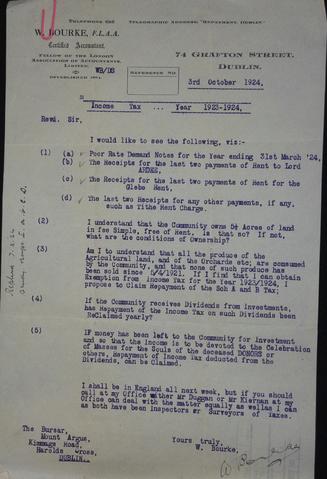 TELEPHONE 692 TELEGRAPHIC ADDRESS, "REPAYMENT DUBLIN"
W. BOURKE, F.L.A.A.
Certified Accountant.
FELLOW OF THE LONDON
ASSOCIATION OF ACCOUNTANTS,
LIMITED.
ESTABLISHED 1911.
WB/DS
REFERENCE NO
74 GRAFTON STREET,
DUBLIN.
3rd October 1924,
Income Tax ... Year 1923-1924,
Revd. Sir,
I would like to see the following, viz:-
(1) (a) Poor Rate Demand Notes for the Year ending 31st March '24,
(b) The Receipts for the last two payments of Rent to Lord
ARDEE,
(c) The Receipts for the last two payments of Rent for the
Glebe Rent,
(d) The last two Receipts for any other payments, if any,
such as Tithe Rent Charge.
(2) I understand that the Community owns Acres of land
in fee Simple, free of Rent, is that so? If not,
what are the conditions of Ownership?
(3) Am I to understand that all the produce of the
Agricultural land, and of the Orchards etc; are consumed
by the Community, and that none of such produce has
been sold since 5/4/1921. If I find that I can obtain
Exemption from Income Tax for the Year 1923/1924, I
propose to Claim Repayment of the Sch A and B Tax;
(4) If the Community receives Dividends from Investments,
has Repayment of the Income Tax on such Dividends been
ReClaimed yearly?
(5) IF money has been left to the Community for Investment
and so that the Income is to be devoted to the Celebration
of Masses for the Souls of the deceased DONORS or
others, Repayment of Income Tax deducted from the
Dividends, can be Claimed.
I shall be in England all next week, but if you should
call at my Office either Mr Duggan or Mr Kiernan at my
Office can deal with the matter equally as wellas I can
as both have been Inspectors or Surveyors of Taxes.
The Bursar,
Mount Argus,
Kimmage Road,
Harolds Cross,
DUBLIN.
Yours truly,
W. Bourke,
W Bourke